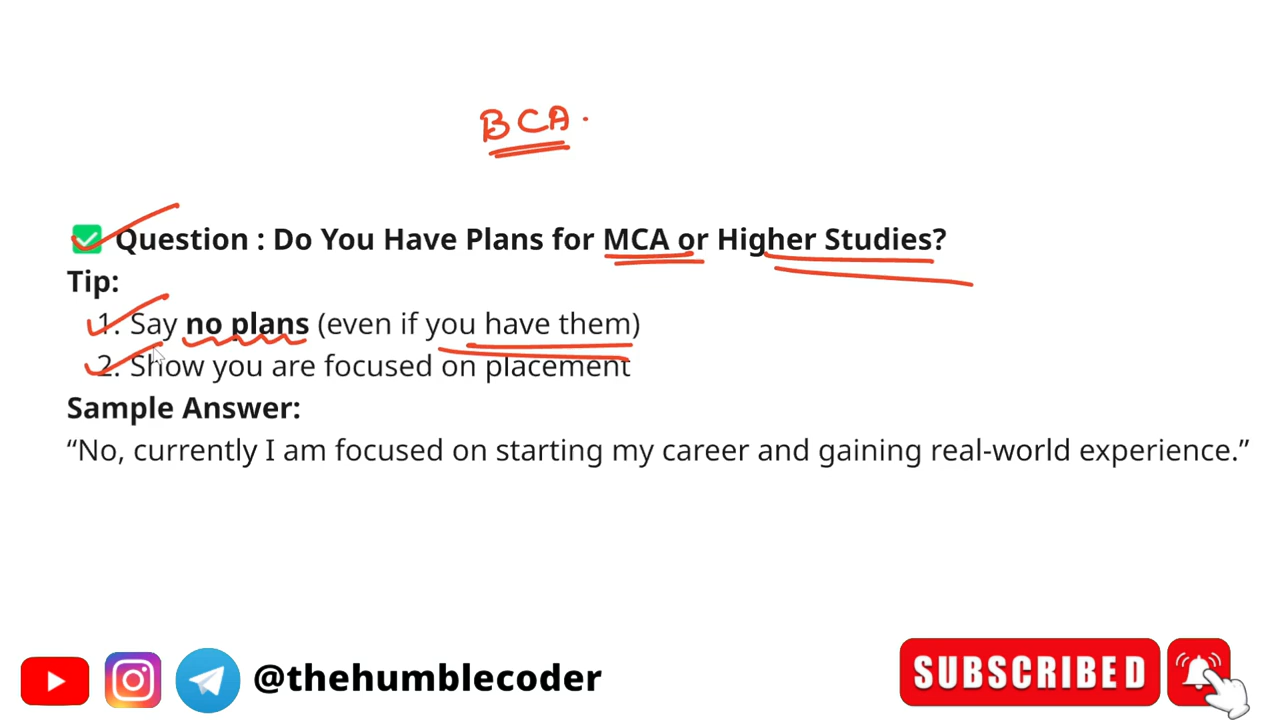 BCA.
Question : Do You Have Plans for MCA or Higher Studies?
Tip:
1. Say no plans (even if you have them)
2. Show you are focused on placement
Sample Answer:
“No, currently I am focused on starting my career and gaining real-world experience.”
@thehumblecoder
SUBSCRIBED